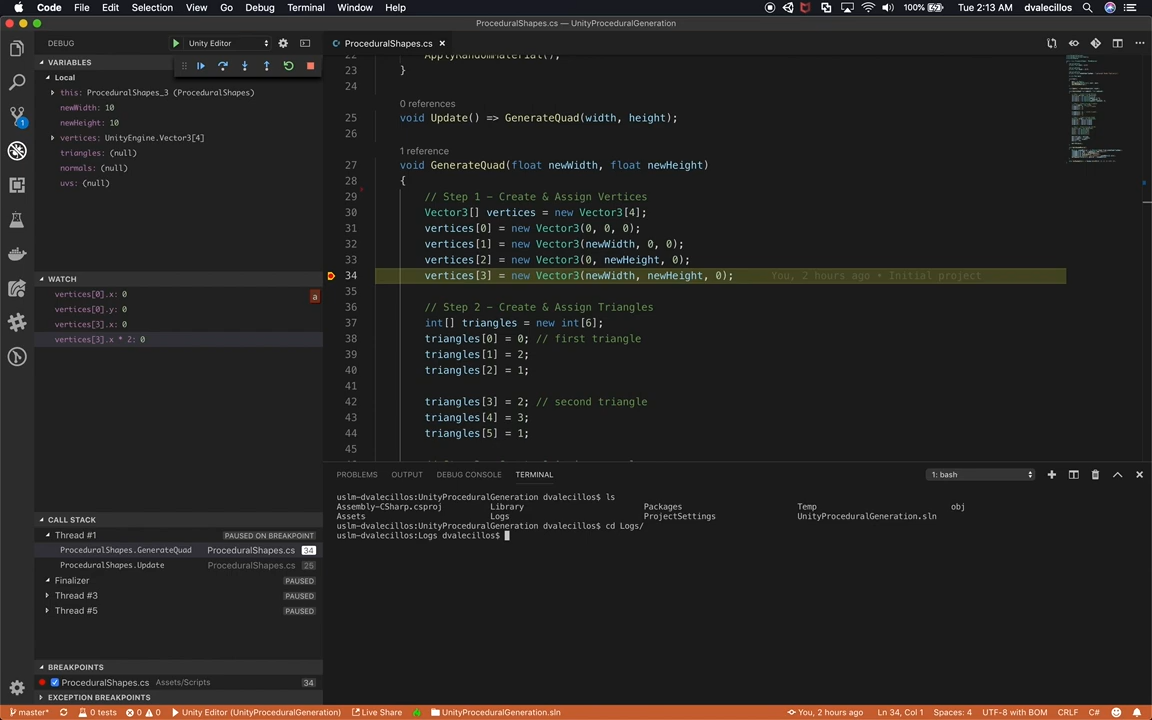 Code File Edit Selection View Go Debug Terminal Window Help 100% Tue 2:13 AM dvalecillos
ProceduralShapes.cs — UnityProceduralGeneration
DEBUG Unity Editor
ProceduralShapes.cs
VARIABLES
Local
this: ProceduralShapes_3 (ProceduralShapes)
newWidth: 10
newHeight: 10
vertices: UnityEngine.Vector3[4]
triangles: (null)
normals: (null)
uvs: (null)
WATCH
vertices[0].x: 0
vertices[0].y: 0
vertices[3].x: 0
vertices[3].x * 2: 0
a
CALL STACK
Thread #1 PAUSED ON BREAKPOINT
ProceduralShapes.GenerateQuad ProceduralShapes.cs 34
ProceduralShapes.Update ProceduralShapes.cs 25
Finalizer PAUSED
Thread #3 PAUSED
Thread #5 PAUSED
BREAKPOINTS
ProceduralShapes.cs Assets/Scripts 34
EXCEPTION BREAKPOINTS
22 ApplyRandomMaterial();
23 }
24
0 references
25 void Update() => GenerateQuad(width, height);
26
1 reference
27 void GenerateQuad(float newWidth, float newHeight)
28 {
29 // Step 1 - Create & Assign Vertices
30 Vector3[] vertices = new Vector3[4];
31 vertices[0] = new Vector3(0, 0, 0);
32 vertices[1] = new Vector3(newWidth, 0, 0);
33 vertices[2] = new Vector3(0, newHeight, 0);
34 vertices[3] = new Vector3(newWidth, newHeight, 0); You, 2 hours ago • Initial project
35
36 // Step 2 - Create & Assign Triangles
37 int[] triangles = new int[6];
38 triangles[0] = 0; // first triangle
39 triangles[1] = 2;
40 triangles[2] = 1;
41
42 triangles[3] = 2; // second triangle
43 triangles[4] = 3;
44 triangles[5] = 1;
45
PROBLEMS OUTPUT DEBUG CONSOLE TERMINAL 1: bash
uslm-dvalecillos:UnityProceduralGeneration dvalecillos$ ls
Assembly-CSharp.csproj Library Packages Temp obj
Assets Logs ProjectSettings UnityProceduralGeneration.sln
uslm-dvalecillos:UnityProceduralGeneration dvalecillos$ cd Logs/
uslm-dvalecillos:Logs dvalecillos$
master* 0 tests 0 0 Unity Editor (UnityProceduralGeneration) Live Share UnityProceduralGeneration.sln You, 2 hours ago Ln 34, Col 1 Spaces: 4 UTF-8 with BOM CRLF C#